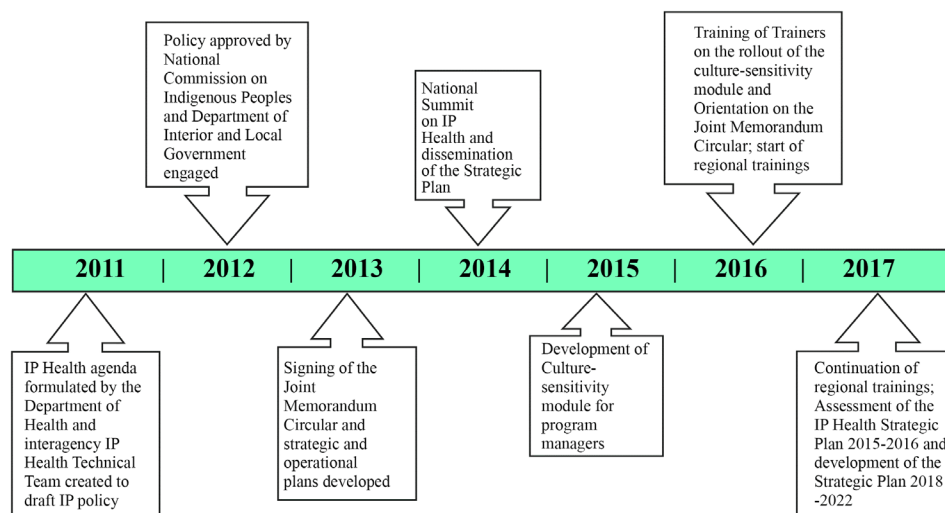 Policy approved by
National
Commission on
Indigenous Peoples
and Department of
Interior and Local
Government
engaged
National
Summit
on IP
Health and
dissemination
of the Strategic
Plan
Training of Trainers
on the rollout of the
culture-sensitivity
module and
Orientation on the
Joint Memorandum
Circular; start of
regional trainings
2011 | 2012 | 2013 | 2014 | 2015 | 2016 | 2017
IP Health agenda
formulated by the
Department of
Health and
interagency IP
Health Technical
Team created to
draft IP policy
Signing of the
Joint
Memorandum
Circular and
strategic and
operational
plans developed
Development of
Culture-
sensitivity
module for
program
managers
Continuation of
regional trainings;
Assessment of the
IP Health Strategic
Plan 2015-2016 and
development of the
Strategic Plan 2018
-2022